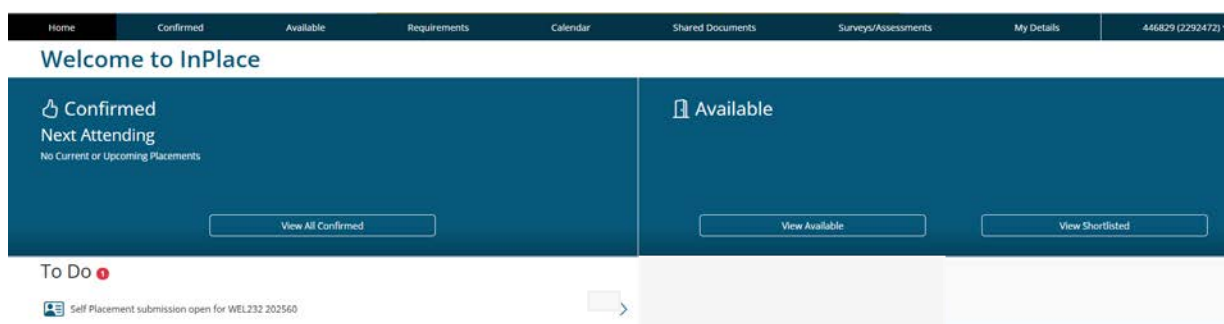 Home Confirmed Available Requirements Calendar Shared Documents Surveys/Assessments My Details 446829 (2292472)
Welcome to InPlace
Confirmed
Next Attending
No Current or Upcoming Placements
View All Confirmed
Available
View Available View Shortlisted
To Do 1
Self Placement submission open for WEL232 202560